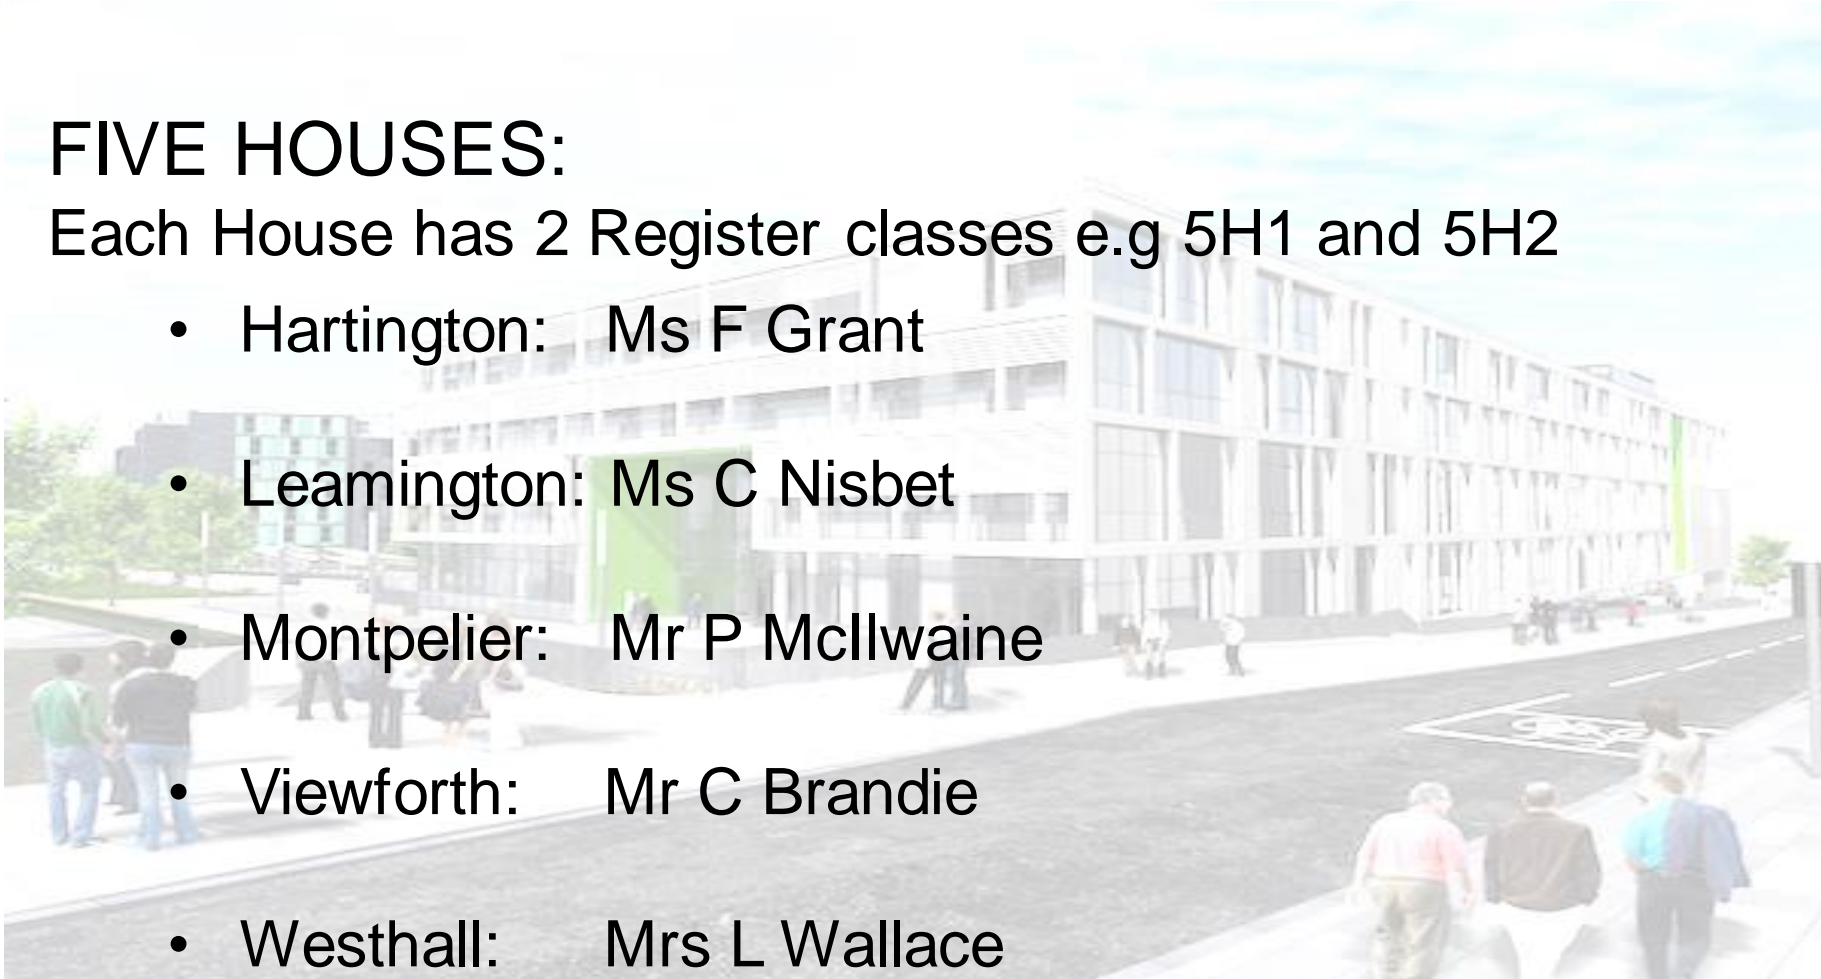 FIVE HOUSES:
Each House has 2 Register classes e.g 5H1 and 5H2
• Hartington: Ms F Grant
• Leamington: Ms C Nisbet
• Montpelier: Mr P McIlwaine
• Viewforth: Mr C Brandie
• Westhall: Mrs L Wallace